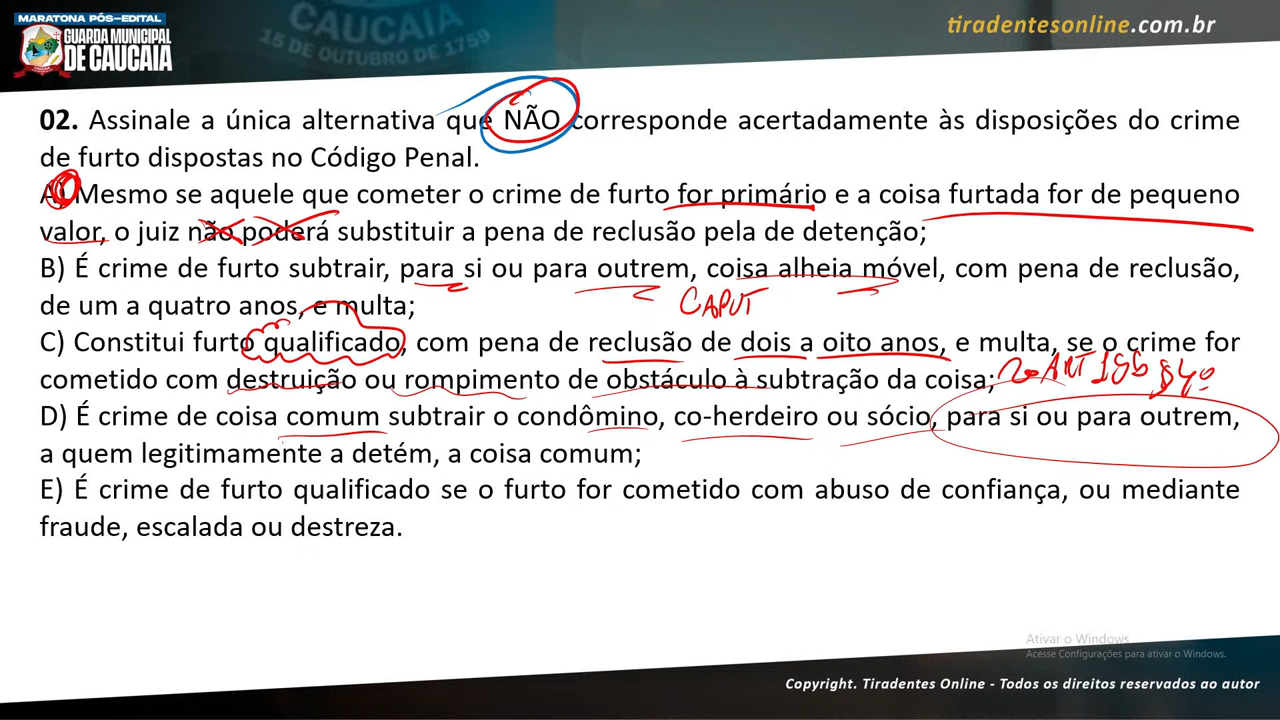 MARATONA PÓS-EDITAL
GUARDA MUNICIPAL
DE CAUCAIA
CAUCAIA
15 DE OUTUBRO DE 1759
tiradentesonline.com.br
02. Assinale a única alternativa que NÃO corresponde acertadamente às disposições do crime
de furto dispostas no Código Penal.
A) Mesmo se aquele que cometer o crime de furto for primário e a coisa furtada for de pequeno
valor, o juiz não poderá substituir a pena de reclusão pela de detenção;
B) É crime de furto subtrair, para si ou para outrem, coisa alheia móvel, com pena de reclusão,
de um a quatro anos, e multa;
CAPUT
C) Constitui furto qualificado, com pena de reclusão de dois a oito anos, e multa, se o crime for
cometido com destruição ou rompimento de obstáculo à subtração da coisa;
ART 155 §4º
D) É crime de coisa comum subtrair o condômino, co-herdeiro ou sócio, para si ou para outrem,
a quem legitimamente a detém, a coisa comum;
E) É crime de furto qualificado se o furto for cometido com abuso de confiança, ou mediante
fraude, escalada ou destreza.
Ativar o Windows
Acesse Configurações para ativar o Windows.
Copyright. Tiradentes Online - Todos os direitos reservados ao autor